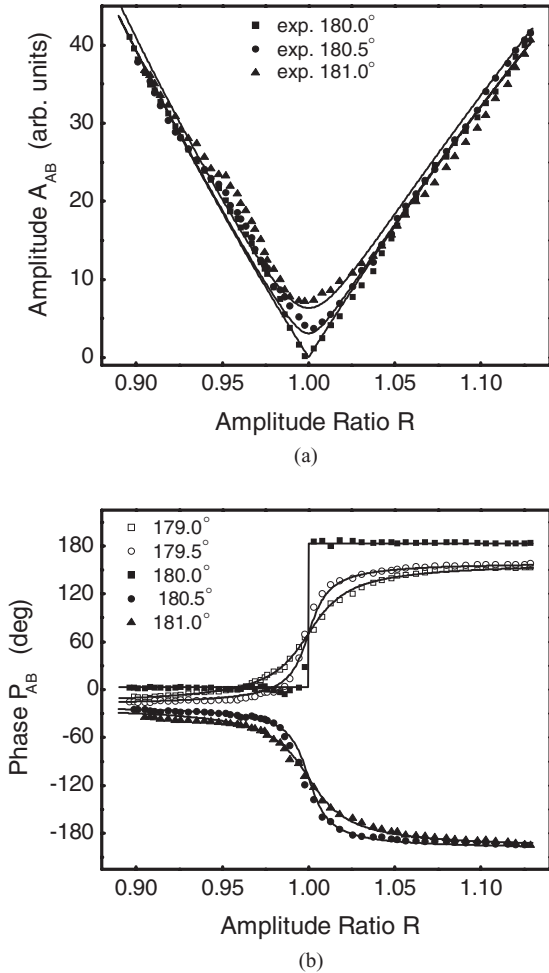 exp. 180.0°
exp. 180.5°
exp. 181.0°
40
30
20
10
0
Amplitude A_AB (arb. units)
0.90 0.95 1.00 1.05 1.10
Amplitude Ratio R
(a)
179.0°
179.5°
180.0°
180.5°
181.0°
180
120
60
0
-60
-120
-180
Phase P_AB (deg)
0.90 0.95 1.00 1.05 1.10
Amplitude Ratio R
(b)